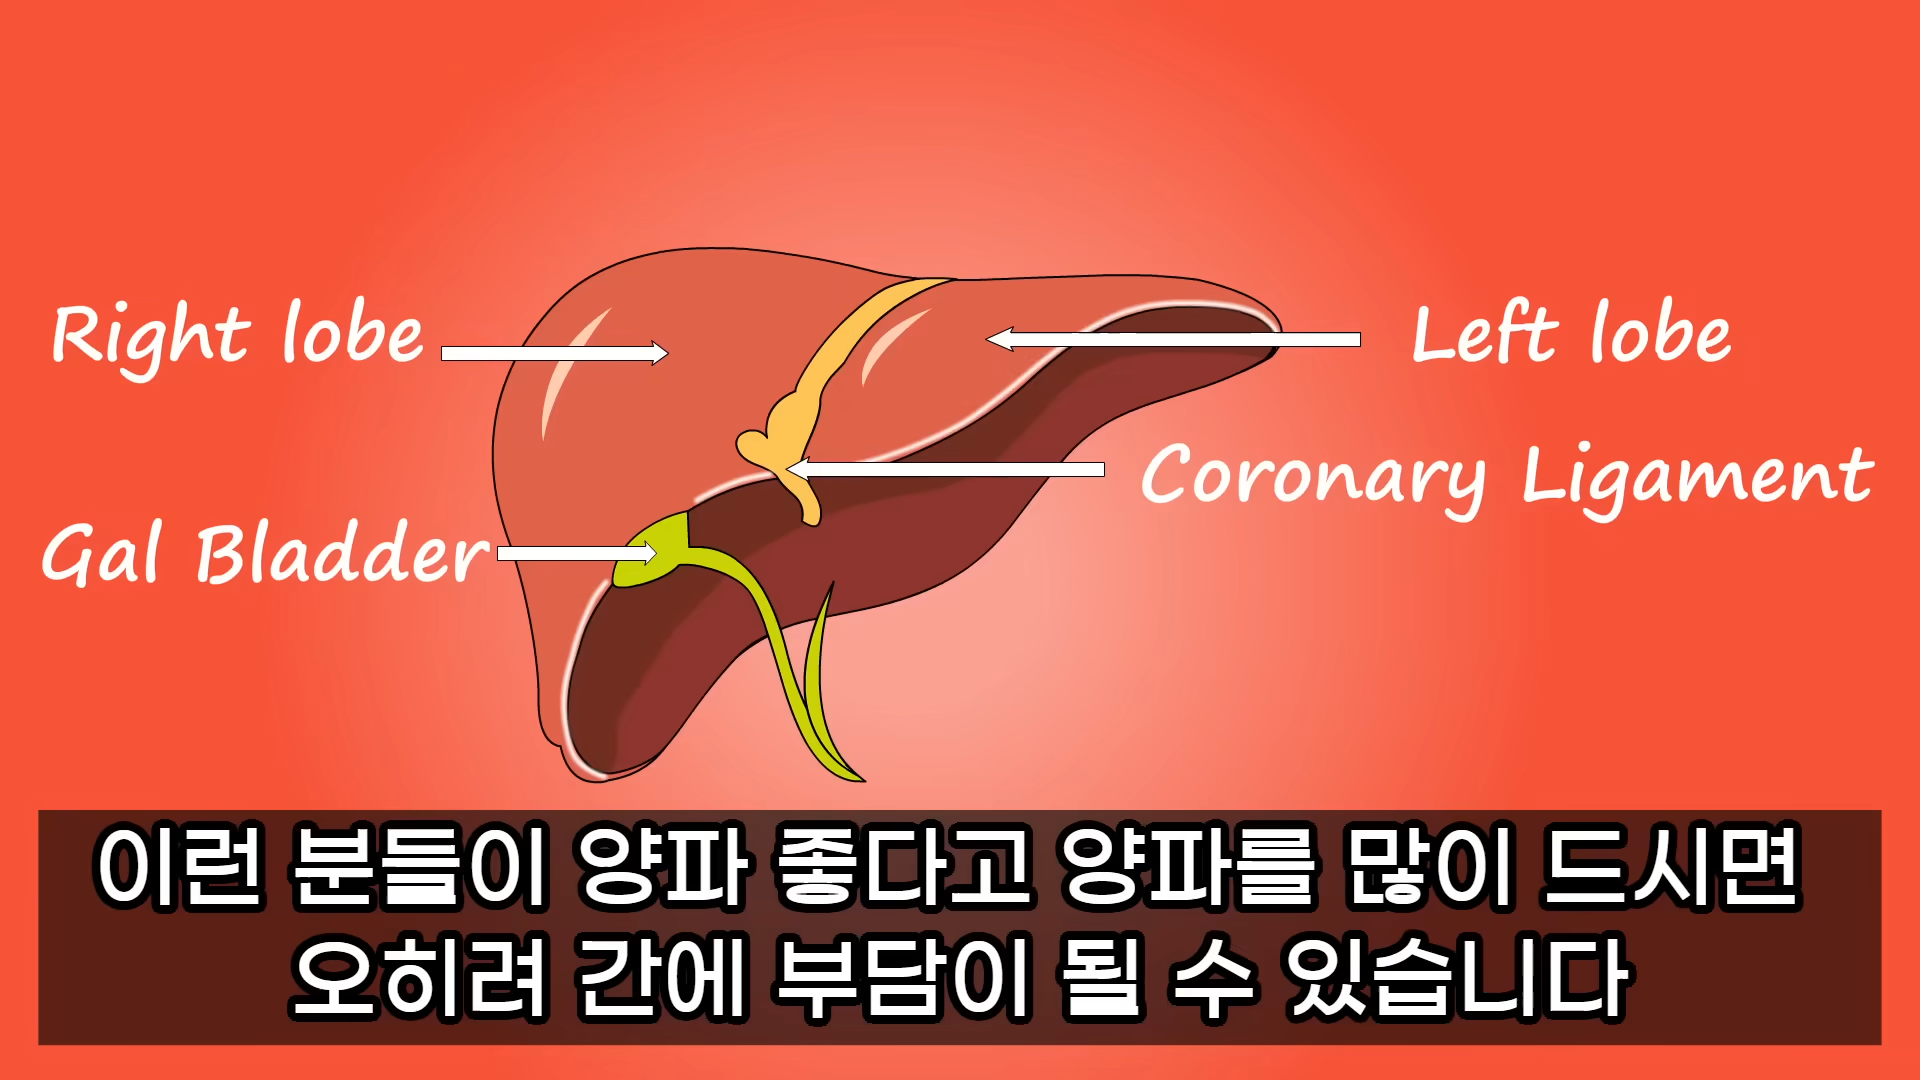 Right lobe
Left lobe
Coronary Ligament
Gal Bladder
이런 분들이 양파 좋다고 양파를 많이 드시면
오히려 간에 부담이 될 수 있습니다